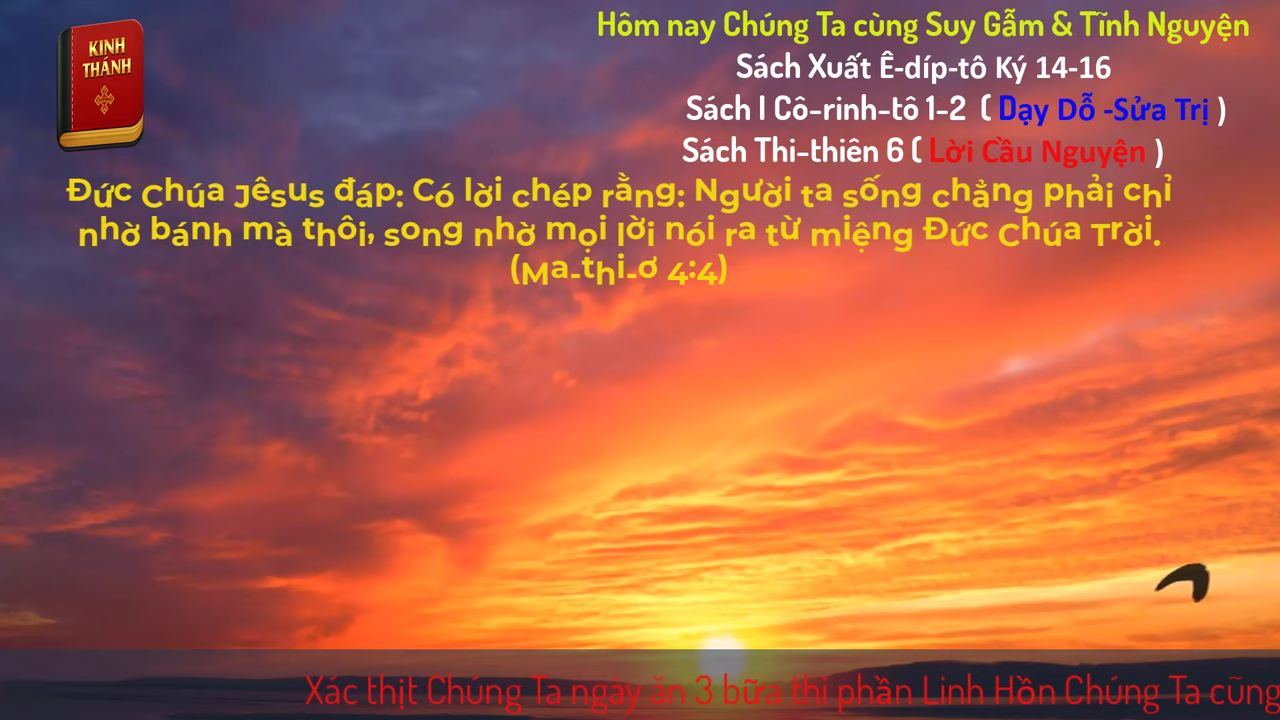 KINH
THÁNH
Hôm nay Chúng Ta cùng Suy Gẫm & Tĩnh Nguyện
Sách Xuất Ê-díp-tô Ký 14-16
Sách I Cô-rinh-tô 1-2 ( Dạy Dỗ -Sửa Trị )
Sách Thi-thiên 6 ( Lời Cầu Nguyện )
Đức Chúa Jêsus đáp: Có lời chép rằng: Người ta sống chẳng phải chỉ
nhờ bánh mà thôi, song nhờ mọi lời nói ra từ miệng Đức Chúa Trời.
(Ma-thi-ơ 4:4)
Xác thịt Chúng Ta ngày ăn 3 bữa thì phần Linh Hồn Chúng Ta cũng